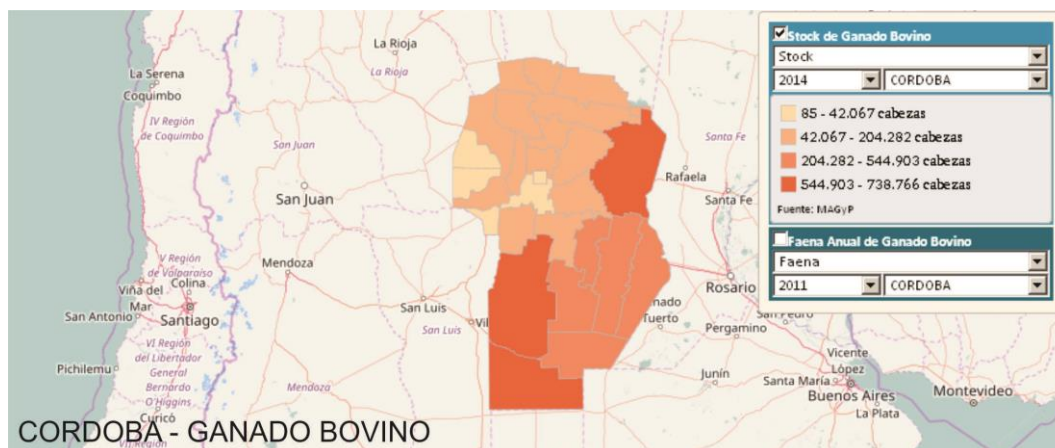 La Rioja
La Rioja
La Serena
Coquimbo
IV Región
de Coquimbo
San Juan
San Juan
Santa Fe
Rafaela
Santa Fe
Mendoza
V Región
de Valparaíso
Colina
Viña del
Mar
San Antonio
Santiago
San Luis
San Luis
Rosario
nado
Tuerto
Pergamino
VI Región
del Libertador
General
Bernardo
O'Higgins
Pichilemu
Mendoza
Junín
Vicente
López
Santa María
Buenos Aires
La Plata
Montevideo
Curicó
CORDOBA - GANADO BOVINO
Stock de Ganado Bovino
Stock
2014 CORDOBA
85 - 42.067 cabezas
42.067 - 204.282 cabezas
204.282 - 544.903 cabezas
544.903 - 738.766 cabezas
Fuente: MAGyP
Faena Anual de Ganado Bovino
Faena
2011 CORDOBA